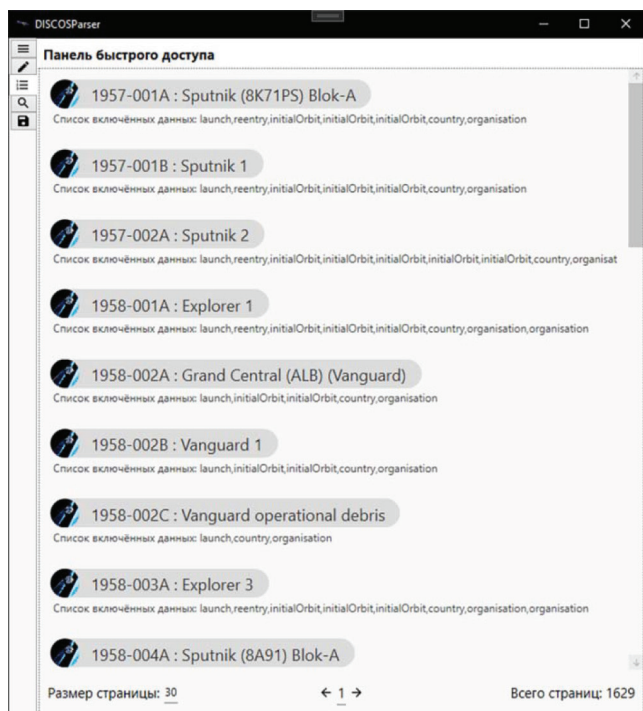 DISCOSParser
Панель быстрого доступа
1957-001A : Sputnik (8K71PS) Blok-A
Список включённых данных: launch,reentry,initialOrbit,initialOrbit,initialOrbit,country,organisation
1957-001B : Sputnik 1
Список включённых данных: launch,reentry,initialOrbit,initialOrbit,initialOrbit,country,organisation
1957-002A : Sputnik 2
Список включённых данных: launch,reentry,initialOrbit,initialOrbit,initialOrbit,initialOrbit,initialOrbit,country,organisat
1958-001A : Explorer 1
Список включённых данных: launch,reentry,initialOrbit,initialOrbit,initialOrbit,country,organisation,organisation
1958-002A : Grand Central (ALB) (Vanguard)
Список включённых данных: launch,initialOrbit,initialOrbit,country,organisation
1958-002B : Vanguard 1
Список включённых данных: launch,initialOrbit,initialOrbit,country,organisation
1958-002C : Vanguard operational debris
Список включённых данных: launch,country,organisation
1958-003A : Explorer 3
Список включённых данных: launch,reentry,initialOrbit,initialOrbit,initialOrbit,country,organisation,organisation
1958-004A : Sputnik (8A91) Blok-A
Размер страницы: 30 ← 1 → Всего страниц: 1629